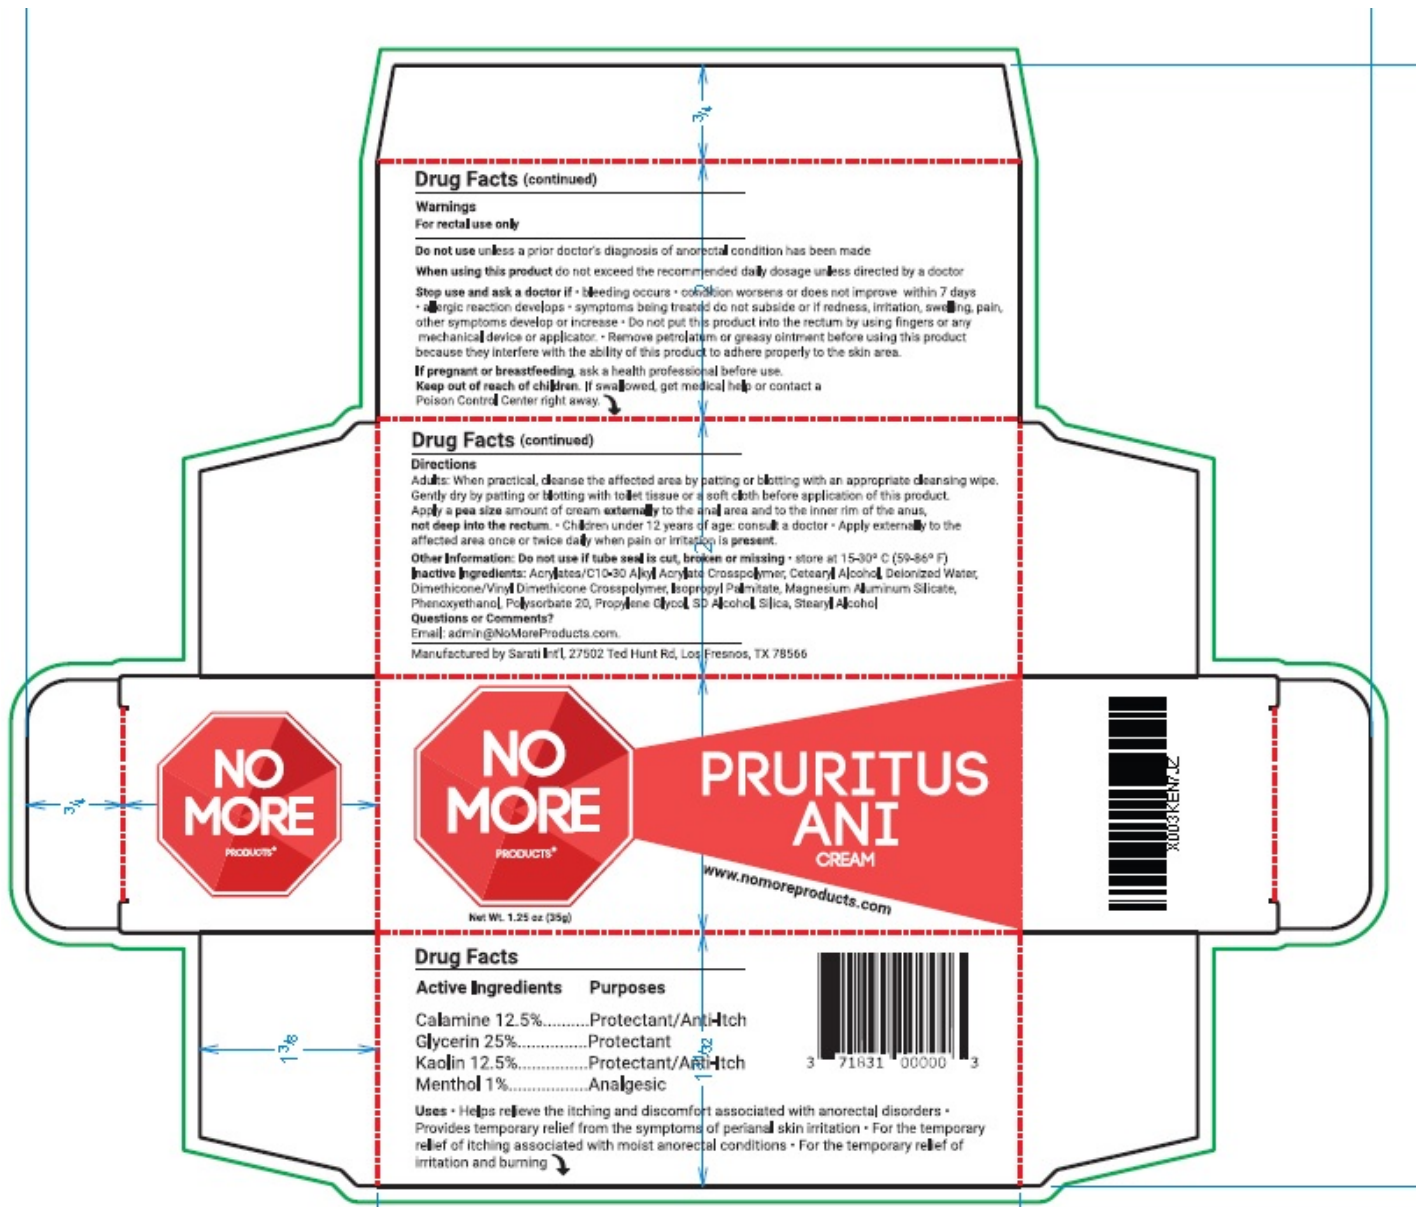 3/4
Drug Facts (continued)
Warnings
For rectal use only
Do not use unless a prior doctor's diagnosis of anorectal condition has been made
When using this product do not exceed the recommended daily dosage unless directed by a doctor
Stop use and ask a doctor if • bleeding occurs • condition worsens or does not improve within 7 days
• allergic reaction develops • symptoms being treated do not subside or if redness, irritation, swelling, pain,
other symptoms develop or increase • Do not put this product into the rectum by using fingers or any
mechanical device or applicator. • Remove petrolatum or greasy ointment before using this product
because they interfere with the ability of this product to adhere properly to the skin area.
If pregnant or breastfeeding, ask a health professional before use.
Keep out of reach of children. If swallowed, get medical help or contact a
Poison Control Center right away.
2
Drug Facts (continued)
Directions
Adults: When practical, cleanse the affected area by patting or blotting with an appropriate cleansing wipe.
Gently dry by patting or blotting with toilet tissue or a soft cloth before application of this product.
Apply a pea size amount of cream externally to the anal area and to the inner rim of the anus,
not deep into the rectum. • Children under 12 years of age: consult a doctor • Apply externally to the
affected area once or twice daily when pain or irritation is present.
2
Other Information: Do not use if tube seal is cut, broken or missing • store at 15-30° C (59-86° F)
Inactive Ingredients: Acrylates/C10-30 Alkyl Acrylate Crosspolymer, Cetearyl Alcohol, Deionized Water,
Dimethicone/Vinyl Dimethicone Crosspolymer, Isopropyl Palmitate, Magnesium Aluminum Silicate,
Phenoxyethanol, Polysorbate 20, Propylene Glycol, SD Alcohol, Silica, Stearyl Alcohol
Questions or Comments?
Email: admin@NoMoreProducts.com.
Manufactured by Sarati Int'l, 27502 Ted Hunt Rd, Los Fresnos, TX 78566
3/4
NO
MORE
PRODUCTS
NO
MORE
PRODUCTS
Net Wt. 1.25 oz (35g)
PRURITUS
ANI
CREAM
www.nomoreproducts.com
X003KEN7JZ
Drug Facts
Active Ingredients Purposes
Calamine 12.5%..........Protectant/Anti-Itch
Glycerin 25%...............Protectant
Kaolin 12.5%...............Protectant/Anti-Itch
Menthol 1%.................Analgesic
3 71831 00000 3
1 3/8
Uses • Helps relieve the itching and discomfort associated with anorectal disorders •
Provides temporary relief from the symptoms of perianal skin irritation • For the temporary
relief of itching associated with moist anorectal conditions • For the temporary relief of
irritation and burning